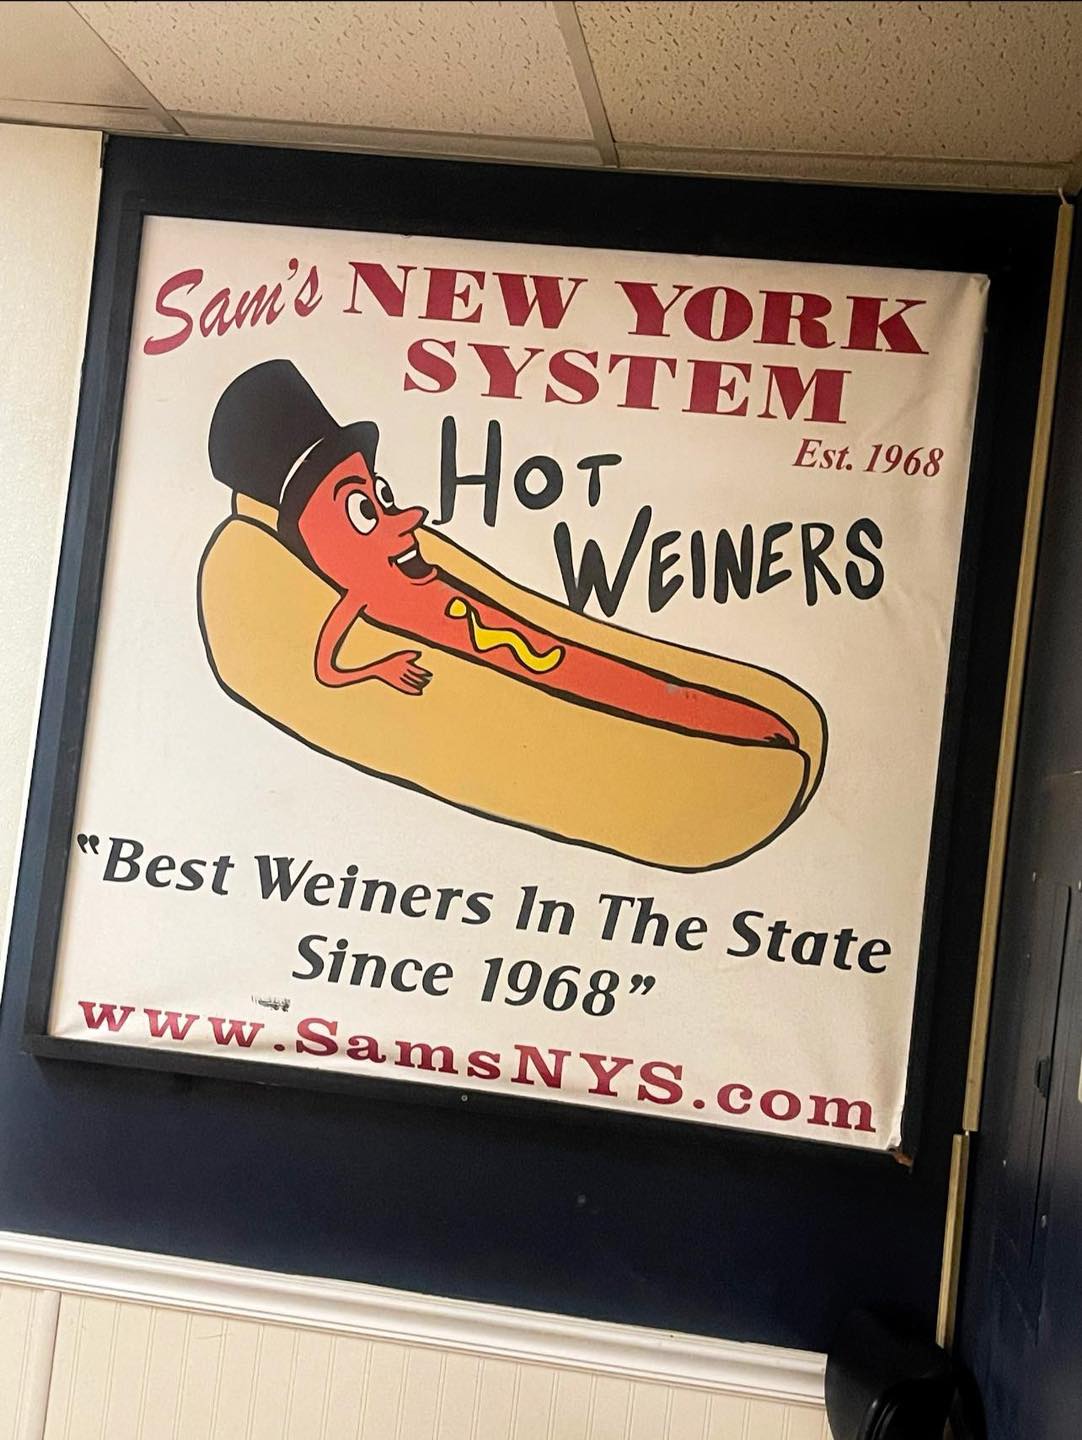 Sam's NEW YORK
SYSTEM
Est. 1968
HOT
WEINERS
"Best Weiners In The State
Since 1968"
www.SamsNYS.com